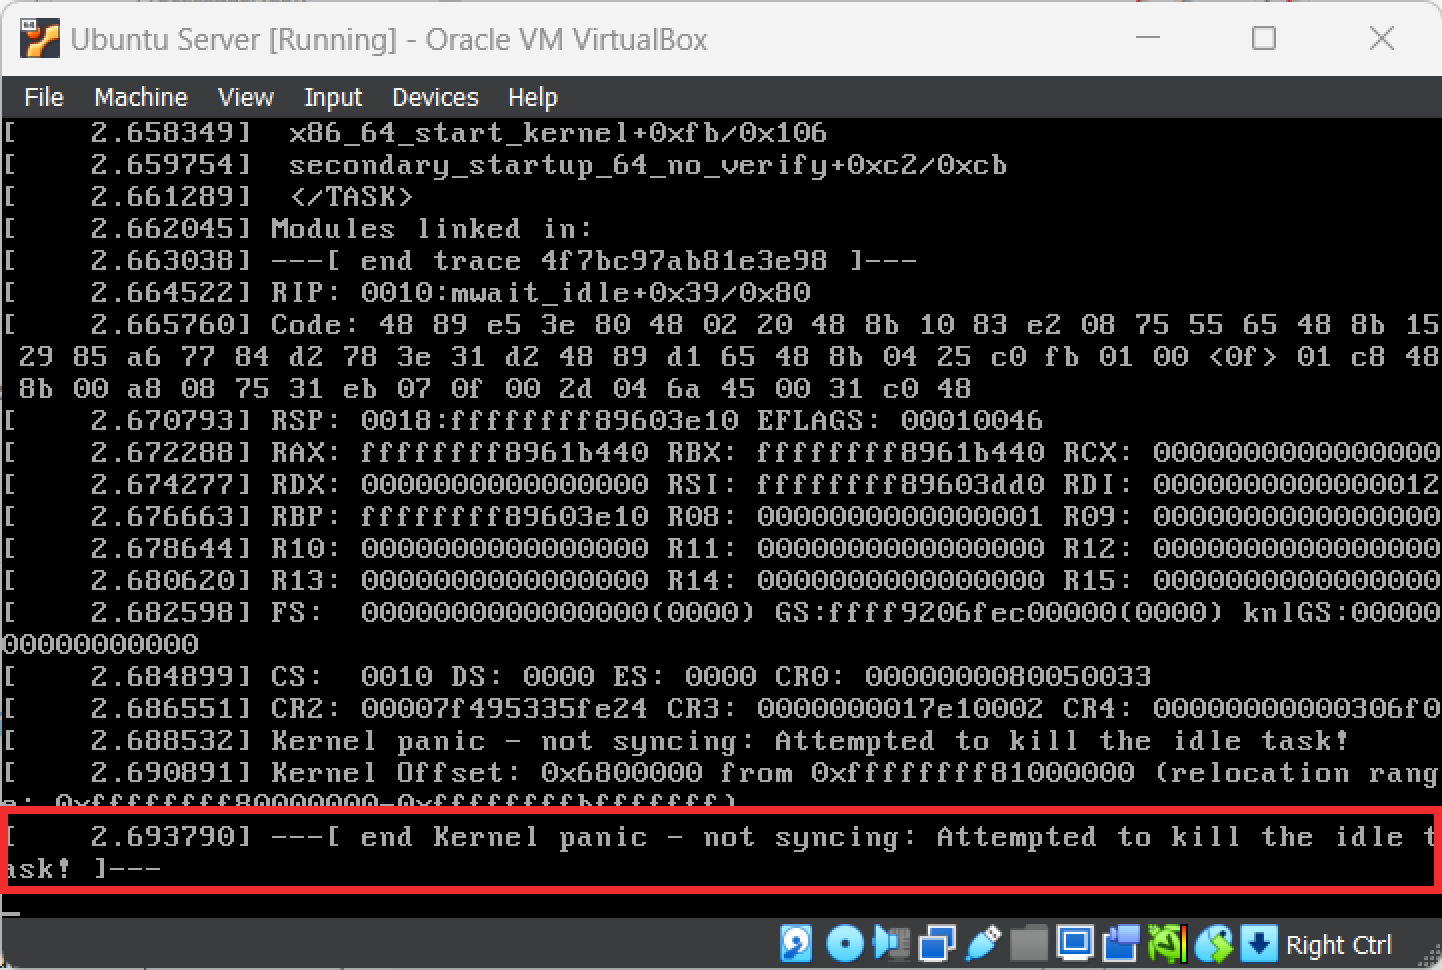 Ubuntu Server [Running] - Oracle VM VirtualBox
File Machine View Input Devices Help
[    2.658349]  x86_64_start_kernel+0xfb/0x106
[    2.659754]  secondary_startup_64_no_verify+0xc2/0xcb
[    2.661289]  </TASK>
[    2.662045] Modules linked in:
[    2.663038] ---[ end trace 4f7bc97ab81e3e98 ]---
[    2.664522] RIP: 0010:mwait_idle+0x39/0x80
[    2.665760] Code: 48 89 e5 3e 80 48 02 20 48 8b 10 83 e2 08 75 55 65 48 8b 15
 29 85 a6 77 84 d2 78 3e 31 d2 48 89 d1 65 48 8b 04 25 c0 fb 01 00 <0f> 01 c8 48
 8b 00 a8 08 75 31 eb 07 0f 00 2d 04 6a 45 00 31 c0 48
[    2.670793] RSP: 0018:ffffffff89603e10 EFLAGS: 00010046
[    2.672288] RAX: ffffffff8961b440 RBX: ffffffff8961b440 RCX: 0000000000000000
[    2.674277] RDX: 0000000000000000 RSI: ffffffff89603dd0 RDI: 0000000000000012
[    2.676663] RBP: ffffffff89603e10 R08: 0000000000000001 R09: 0000000000000000
[    2.678644] R10: 0000000000000000 R11: 0000000000000000 R12: 0000000000000000
[    2.680620] R13: 0000000000000000 R14: 0000000000000000 R15: 0000000000000000
[    2.682598] FS:  0000000000000000(0000) GS:ffff9206fec00000(0000) knlGS:00000
00000000000
[    2.684899] CS:  0010 DS: 0000 ES: 0000 CR0: 0000000080050033
[    2.686551] CR2: 00007f495335fe24 CR3: 0000000017e10002 CR4: 00000000000306f0
[    2.688532] Kernel panic - not syncing: Attempted to kill the idle task!
[    2.690891] Kernel Offset: 0x6800000 from 0xffffffff81000000 (relocation rang
e: 0xffffffff80000000-0xffffffffbfffffff)
[    2.693790] ---[ end Kernel panic - not syncing: Attempted to kill the idle t
ask! ]---
Right Ctrl